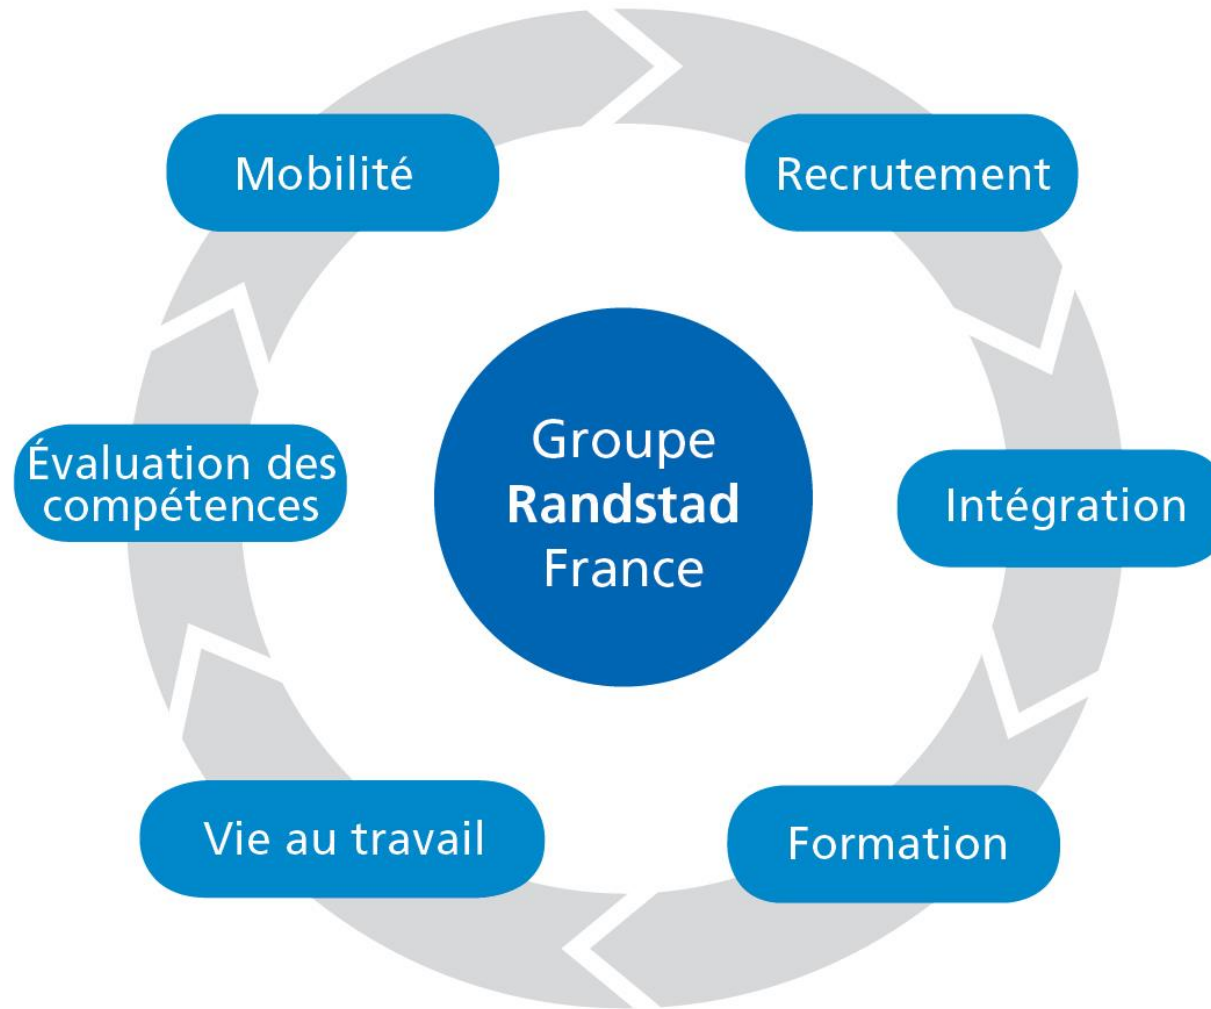 Mobilité
Recrutement
Groupe
Randstad
France
Évaluation des
compétences
Intégration
Vie au travail
Formation